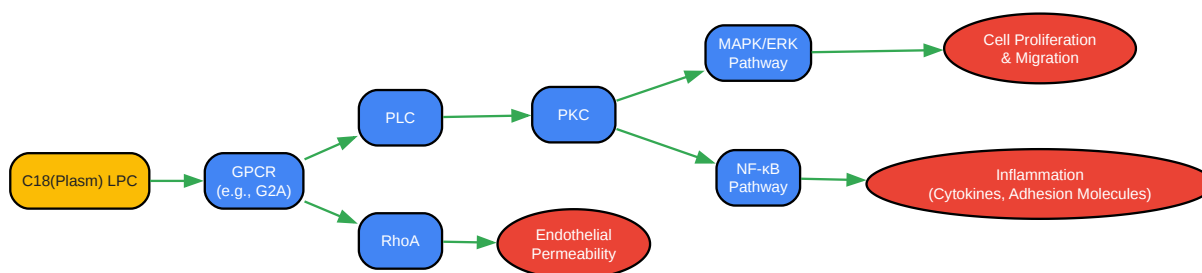 C18(Plasm) LPC
GPCR
(e.g., G2A)
PLC
RhoA
PKC
Endothelial
Permeability
MAPK/ERK
Pathway
NF-κB
Pathway
Cell Proliferation
& Migration
Inflammation
(Cytokines, Adhesion Molecules)